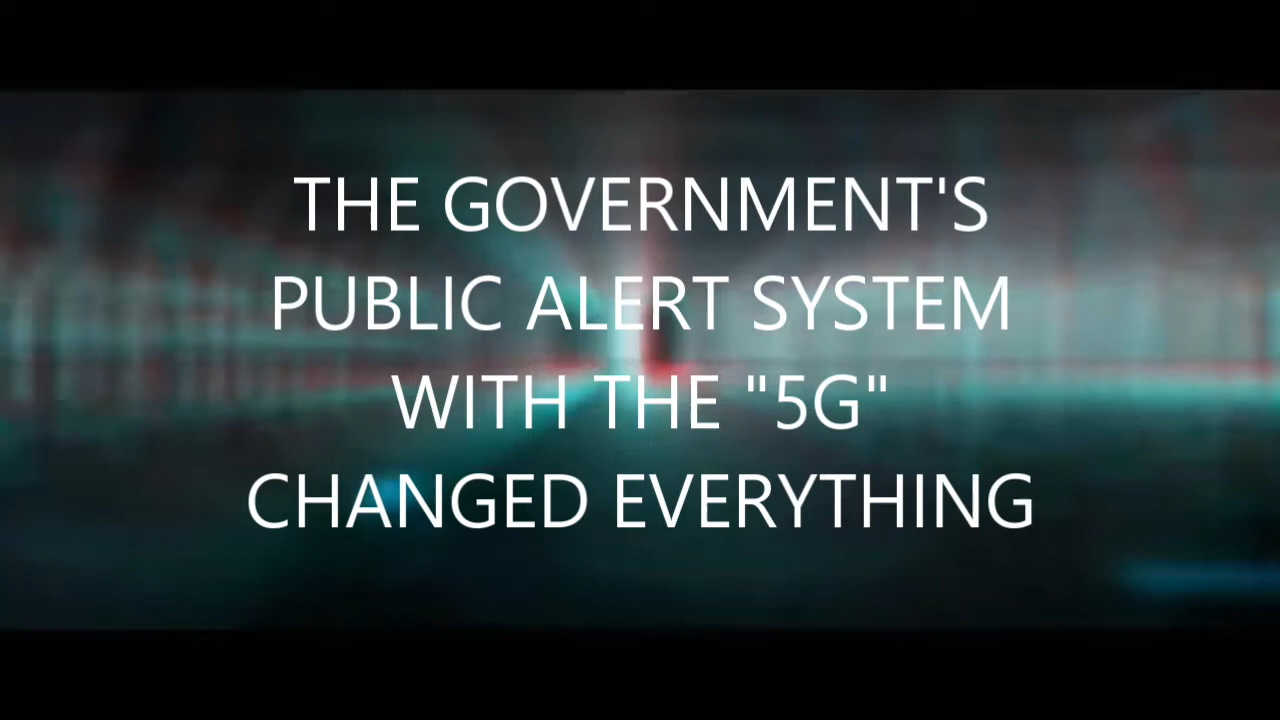 THE GOVERNMENT'S
PUBLIC ALERT SYSTEM
WITH THE "5G"
CHANGED EVERYTHING